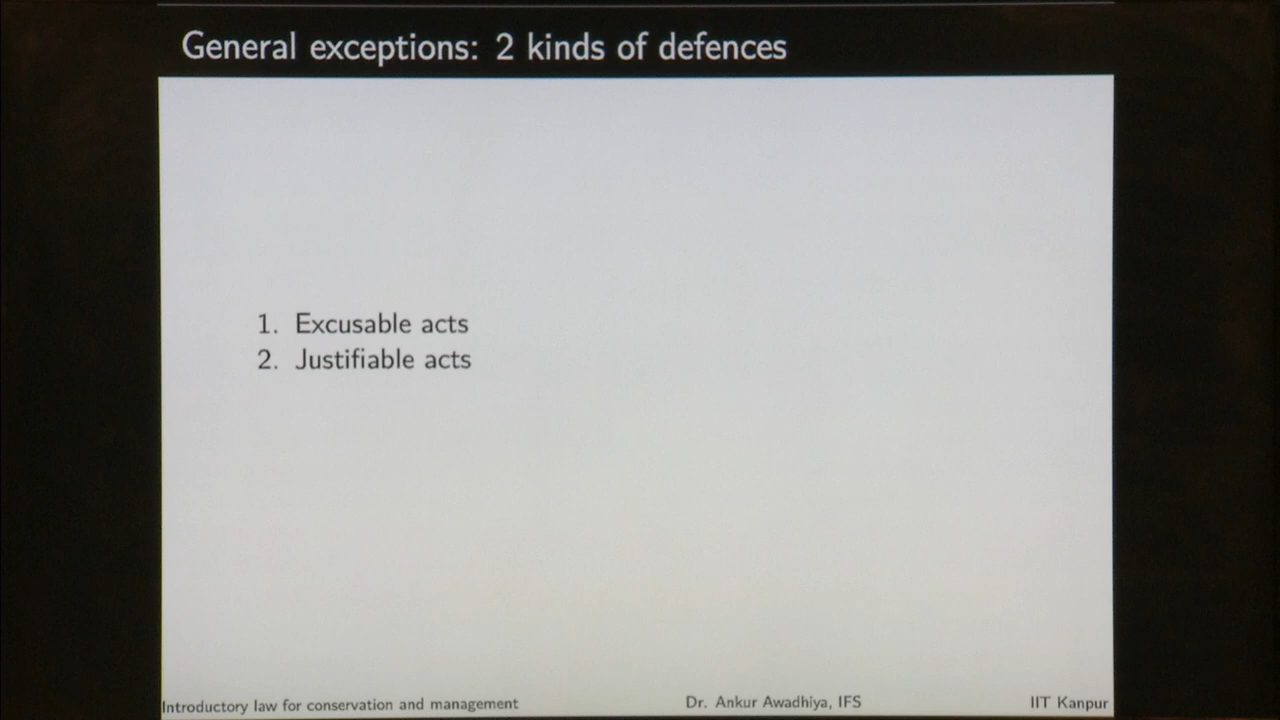 General exceptions: 2 kinds of defences
1. Excusable acts
2. Justifiable acts
Introductory law for conservation and management Dr. Ankur Awadhiya, IFS IIT Kanpur